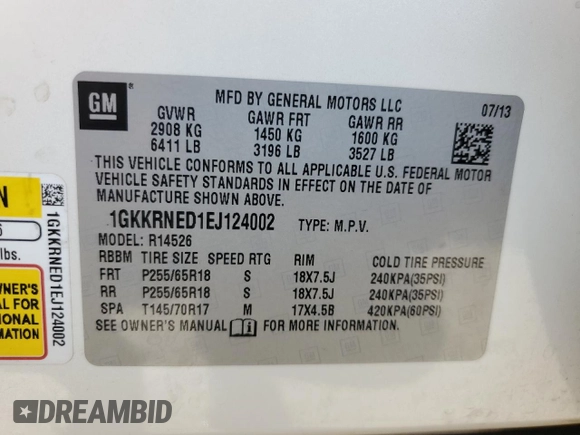 GM
®
MFD BY GENERAL MOTORS LLC
07/13
GVWR GAWR FRT GAWR RR
2908 KG 1450 KG 1600 KG
6411 LB 3196 LB 3527 LB
THIS VEHICLE CONFORMS TO ALL APPLICABLE U.S. FEDERAL MOTOR
VEHICLE SAFETY STANDARDS IN EFFECT ON THE DATE OF
MANUFACTURE SHOWN ABOVE.
1GKKRNED1EJ124002 TYPE: M.P.V.
MODEL: R14526
RBBM TIRE SIZE SPEED RTG RIM COLD TIRE PRESSURE
FRT P255/65R18 S 18X7.5J 240KPA(35PSI)
RR P255/65R18 S 18X7.5J 240KPA(35PSI)
SPA T145/70R17 M 17X4.5B 420KPA(60PSI)
SEE OWNER'S MANUAL i FOR MORE INFORMATION.
lbs.
OWNER'S
FOR
1GKKRNED1EJ124002
DREAMBID